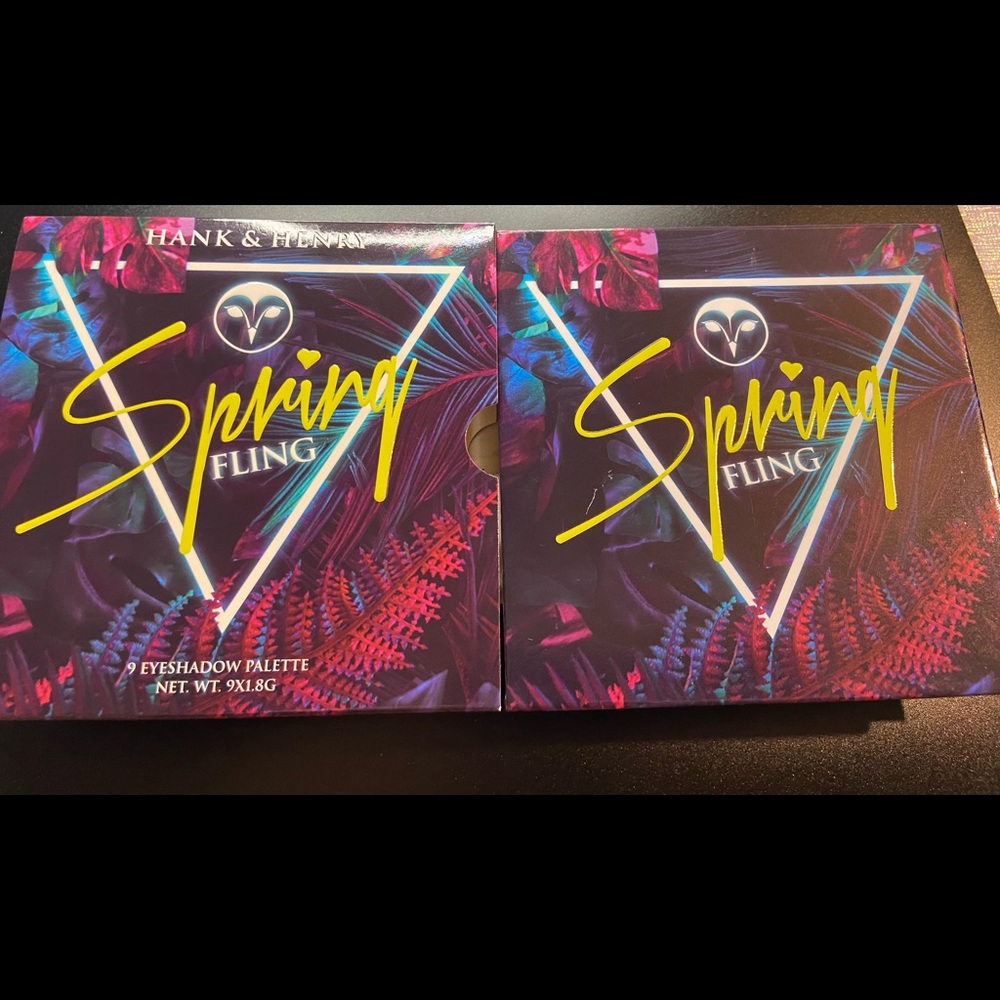 HANK & HENRY
Spring
FLING
9 EYESHADOW PALETTE
NET. WT. 9X1.8G
Spring
FLING